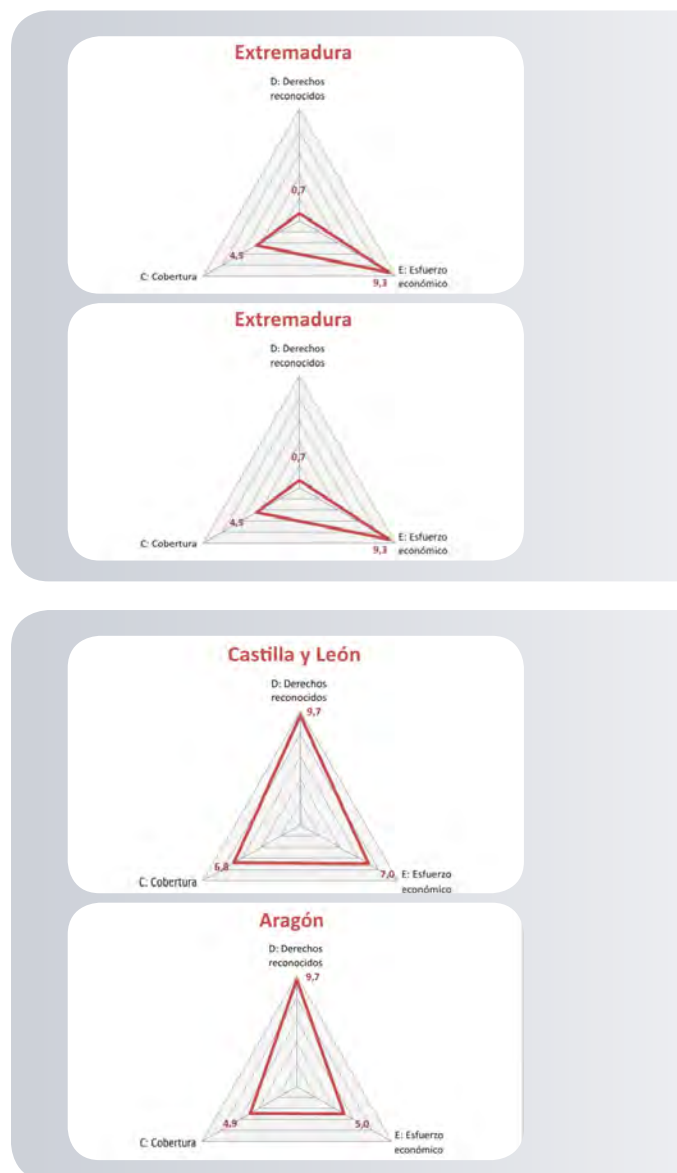 Extremadura
D: Derechos
reconocidos
0,7
4,5
C: Cobertura
E: Esfuerzo
económico
9,3
Extremadura
D: Derechos
reconocidos
0,7
4,5
C: Cobertura
E: Esfuerzo
económico
9,3
Castilla y León
D: Derechos
reconocidos
9,7
6,8
C: Cobertura
7,0
E: Esfuerzo
económico
Aragón
D: Derechos
reconocidos
9,7
4,9
5,0
C: Cobertura
E: Esfuerzo
económico